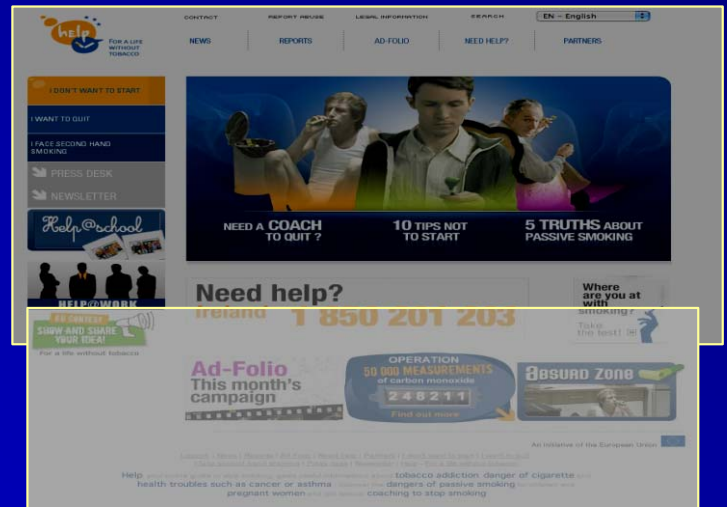 CONTACT REPORT ABUSE LEGAL INFORMATION SEARCH EN - English
help
FOR A LIFE
WITHOUT
TOBACCO
NEWS REPORTS AD-FOLIO NEED HELP? PARTNERS
I DON'T WANT TO START
I WANT TO QUIT
I FACE SECOND HAND
SMOKING
PRESS DESK
NEWSLETTER
Help@school
HELP@WORK
NEED A COACH
TO QUIT ?
10 TIPS NOT
TO START
5 TRUTHS ABOUT
PASSIVE SMOKING
Need help?
Ireland 1 850 201 203
Where
are you at
with
smoking?
Take
the test!
SHOW AND SHARE
YOUR IDEA!
For a life without tobacco
Ad-Folio
This month's
campaign
OPERATION
50 000 MEASUREMENTS
of carbon monoxide
248211
Find out more
ABSURD ZONE
An initiative of the European Union
Help tobacco addiction danger of cigarette
health troubles such as cancer or asthma dangers of passive smoking
pregnant women coaching to stop smoking